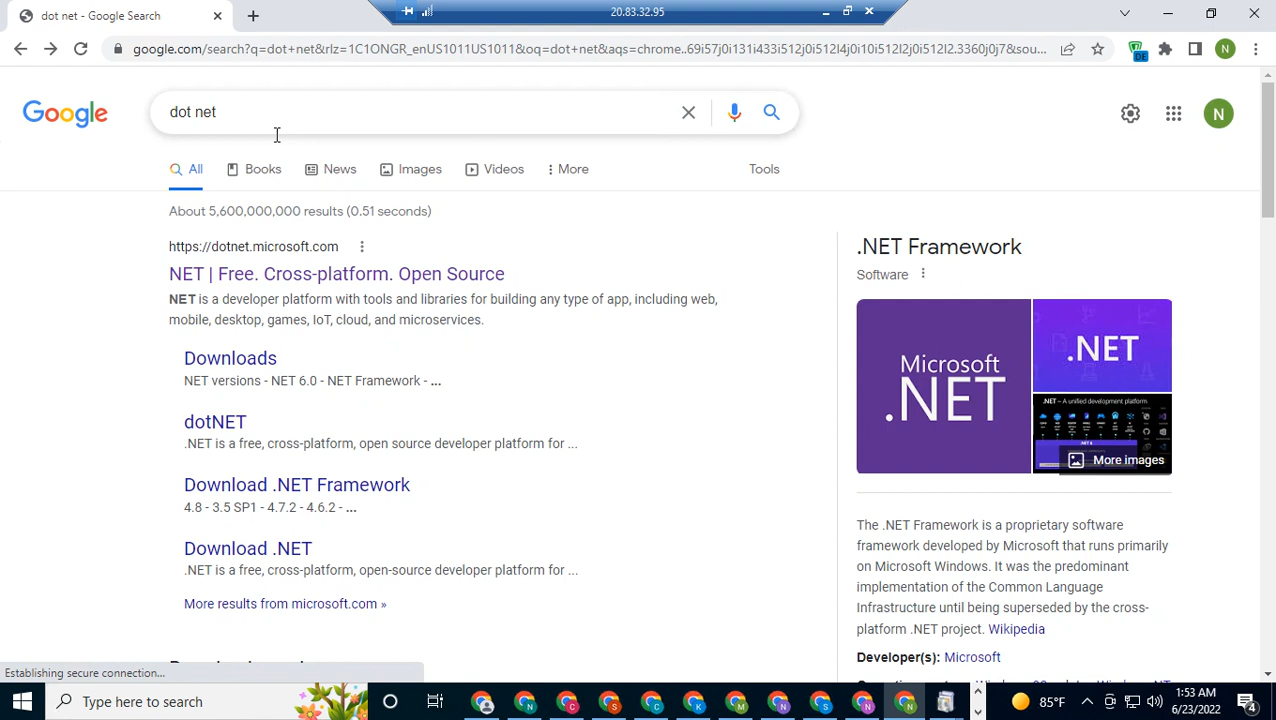 dot net - Google Search
20.83.32.95
google.com/search?q=dot+net&rlz=1C1ONGR_enUS1011US1011&oq=dot+net&aqs=chrome..69i57j0i131i433i512j0i512l4j0i10i512l2j0i512l2.3360j0j7&sou...
DE
N
Google
dot net
N
All
Books
News
Images
Videos
More
Tools
About 5,600,000,000 results (0.51 seconds)
https://dotnet.microsoft.com
NET | Free. Cross-platform. Open Source
NET is a developer platform with tools and libraries for building any type of app, including web,
mobile, desktop, games, IoT, cloud, and microservices.
Downloads
NET versions - NET 6.0 - NET Framework - ...
dotNET
.NET is a free, cross-platform, open source developer platform for ...
Download .NET Framework
4.8 - 3.5 SP1 - 4.7.2 - 4.6.2 - ...
Download .NET
.NET is a free, cross-platform, open-source developer platform for ...
More results from microsoft.com »
.NET Framework
Software
Microsoft
.NET
.NET
.NET – A unified development platform
More images
The .NET Framework is a proprietary software
framework developed by Microsoft that runs primarily
on Microsoft Windows. It was the predominant
implementation of the Common Language
Infrastructure until being superseded by the cross-
platform .NET project. Wikipedia
Developer(s): Microsoft
Establishing secure connection...
Type here to search
85°F
1:53 AM
6/23/2022
4